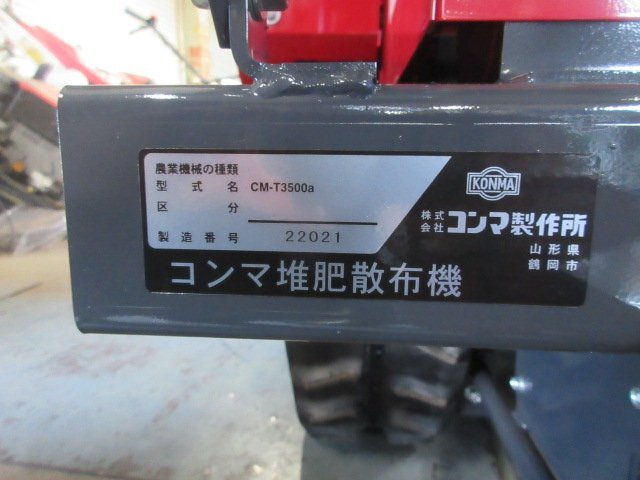 農業機械の種類
型式名 CM-T3500a
区分
製造番号 22021
コンマ堆肥散布機
KONMA
株式会社 コンマ製作所
山形県
鶴岡市